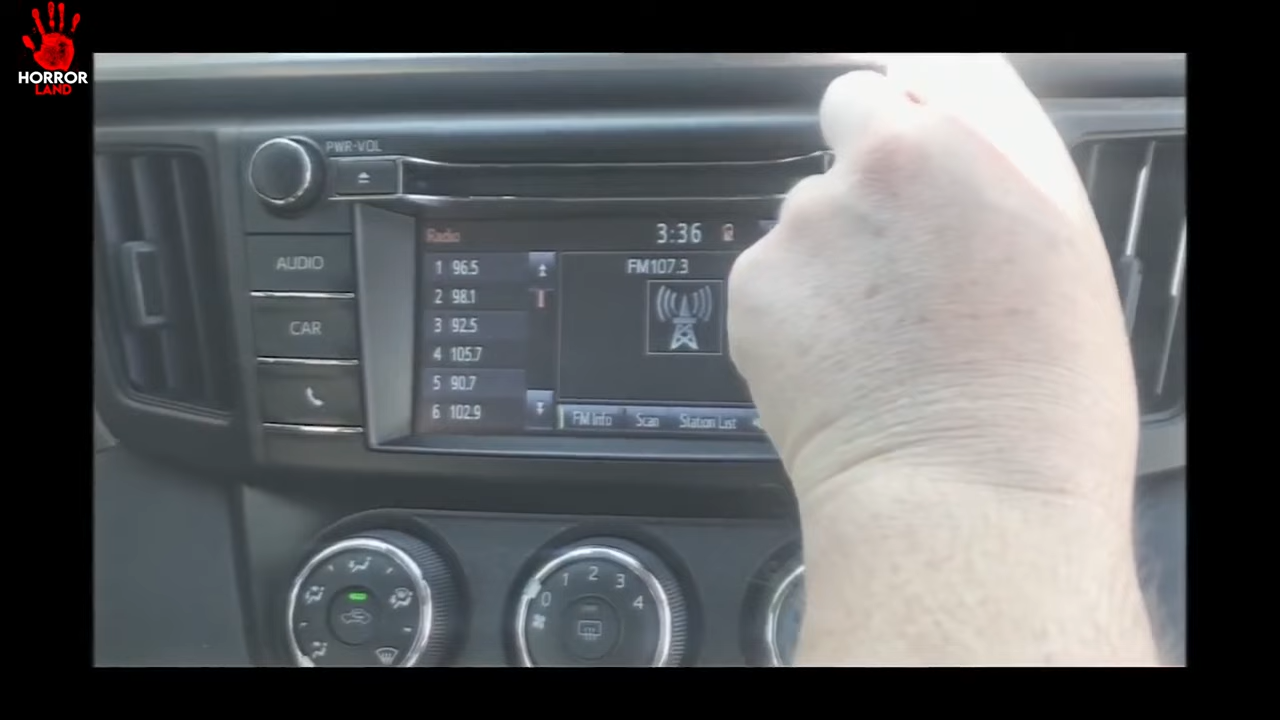 HORROR
LAND
PWR·VOL
AUDIO
CAR
Radio
3:36
1 96.5
2 98.1
3 92.5
4 105.7
5 90.7
6 102.9
FM107.3
FM Info
Scan
Station List
0 1 2 3 4